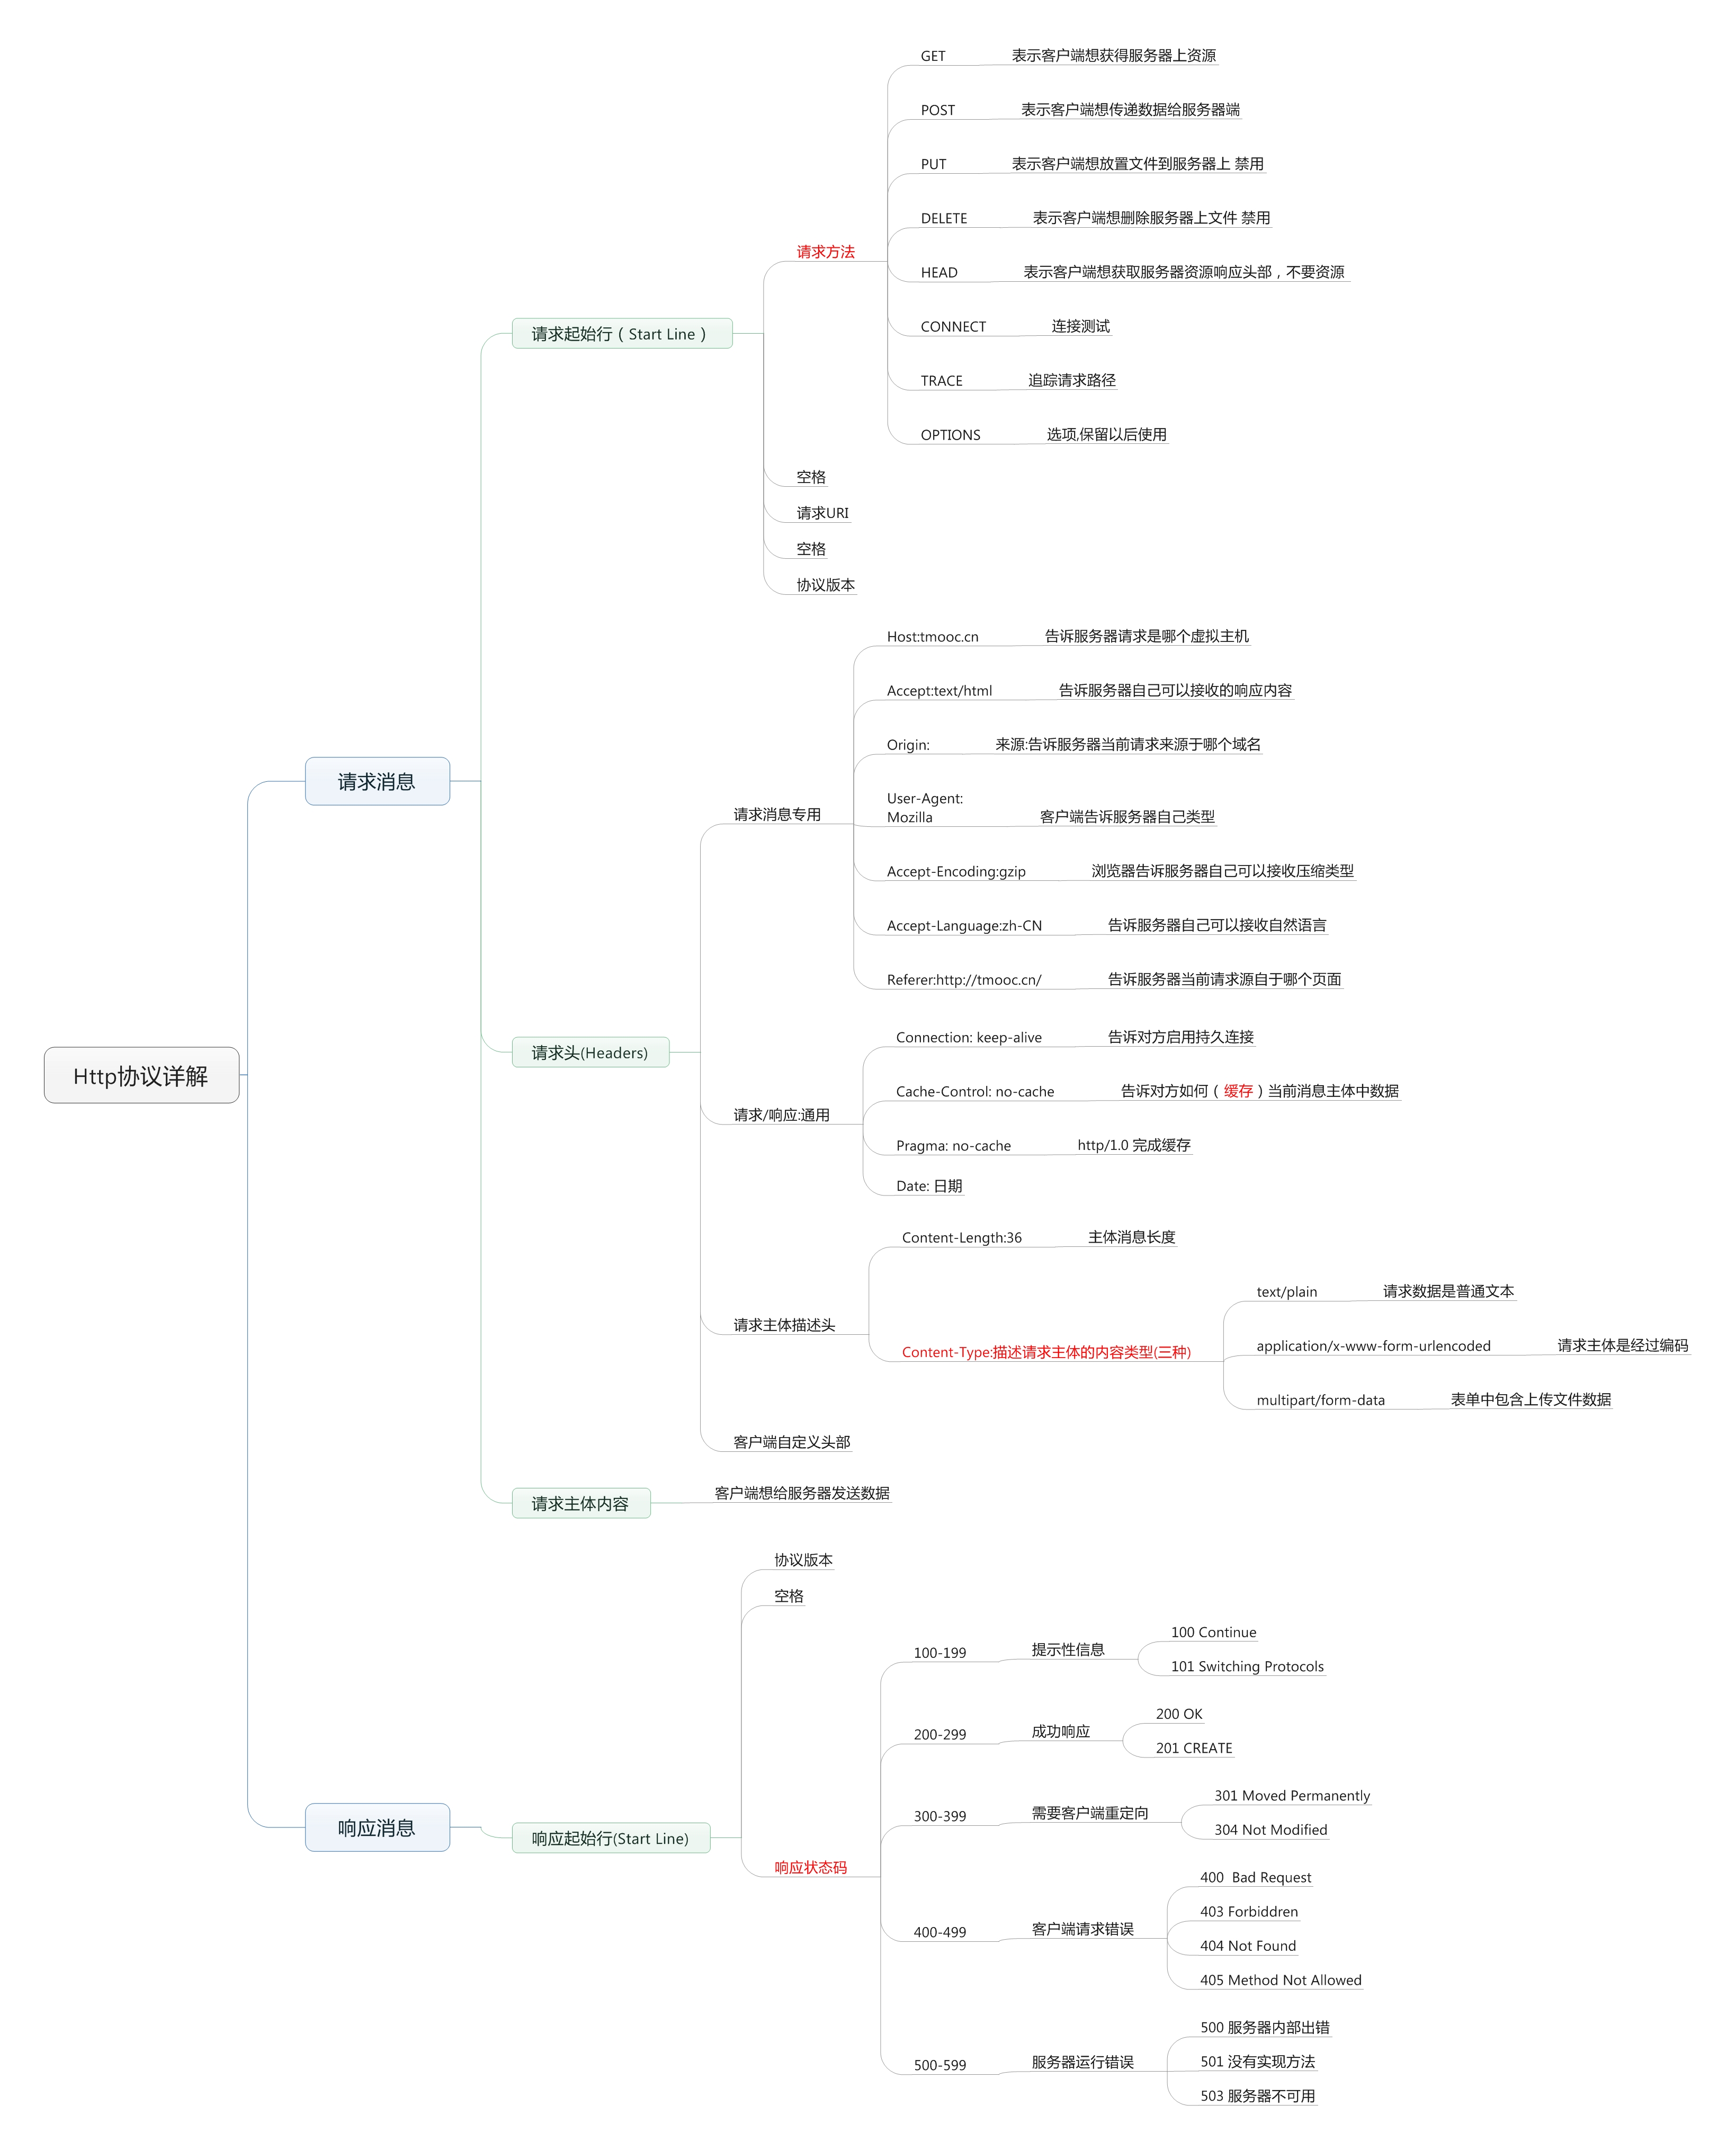 Http协议详解
请求消息
请求起始行（Start Line）
请求方法
GET 表示客户端想获得服务器上资源
POST 表示客户端想传递数据给服务器端
PUT 表示客户端想放置文件到服务器上 禁用
DELETE 表示客户端想删除服务器上文件 禁用
HEAD 表示客户端想获取服务器资源响应头部，不要资源
CONNECT 连接测试
TRACE 追踪请求路径
OPTIONS 选项,保留以后使用
空格
请求URI
空格
协议版本
请求头(Headers)
请求消息专用
Host:tmooc.cn 告诉服务器请求是哪个虚拟主机
Accept:text/html 告诉服务器自己可以接收的响应内容
Origin: 来源:告诉服务器当前请求来源于哪个域名
User-Agent:
Mozilla 客户端告诉服务器自己类型
Accept-Encoding:gzip 浏览器告诉服务器自己可以接收压缩类型
Accept-Language:zh-CN 告诉服务器自己可以接收自然语言
Referer:http://tmooc.cn/ 告诉服务器当前请求源自于哪个页面
请求/响应:通用
Connection: keep-alive 告诉对方启用持久连接
Cache-Control: no-cache 告诉对方如何（缓存）当前消息主体中数据
Pragma: no-cache http/1.0 完成缓存
Date: 日期
请求主体描述头
Content-Length:36 主体消息长度
Content-Type:描述请求主体的内容类型(三种)
text/plain 请求数据是普通文本
application/x-www-form-urlencoded 请求主体是经过编码
multipart/form-data 表单中包含上传文件数据
客户端自定义头部
请求主体内容 客户端想给服务器发送数据
响应消息
响应起始行(Start Line)
协议版本
空格
响应状态码
100-199 提示性信息
100 Continue
101 Switching Protocols
200-299 成功响应
200 OK
201 CREATE
300-399 需要客户端重定向
301 Moved Permanently
304 Not Modified
400-499 客户端请求错误
400  Bad Request
403 Forbiddren
404 Not Found
405 Method Not Allowed
500-599 服务器运行错误
500 服务器内部出错
501 没有实现方法
503 服务器不可用